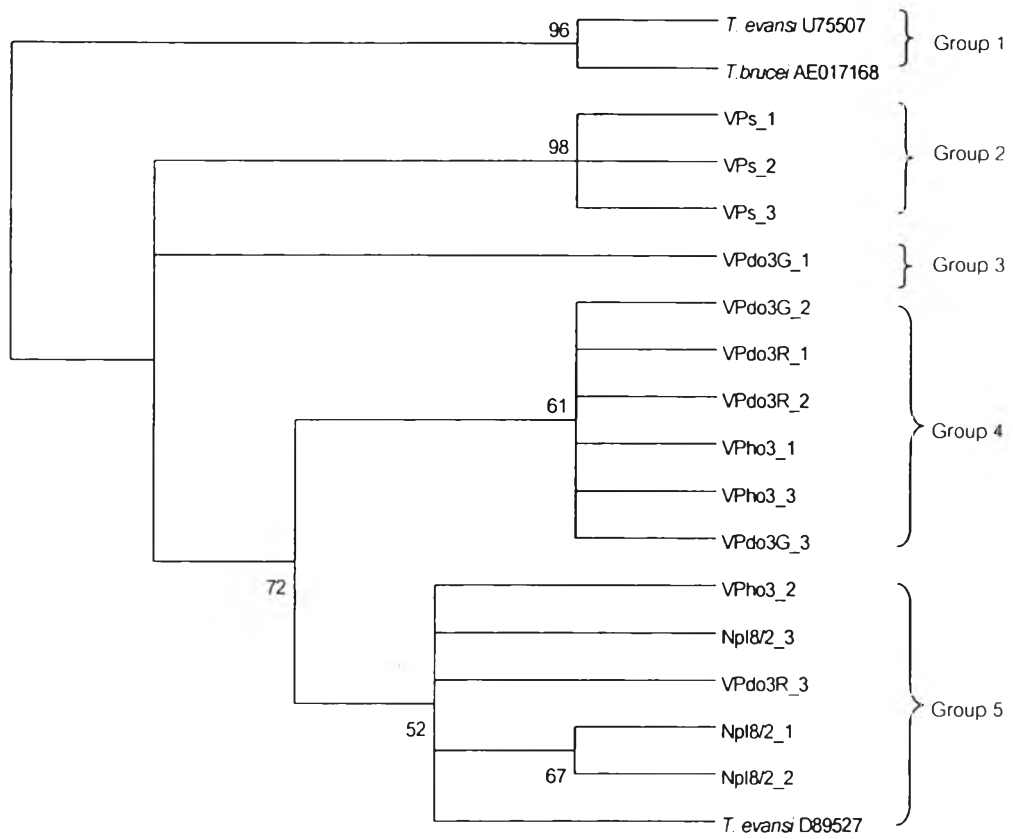 96
T. evansi U75507
T.brucei AE017168
Group 1
98
VPs_1
VPs_2
VPs_3
Group 2
VPdo3G_1
Group 3
61
VPdo3G_2
VPdo3R_1
VPdo3R_2
VPho3_1
VPho3_3
VPdo3G_3
Group 4
72
VPho3_2
Npl8/2_3
VPdo3R_3
52
Npl8/2_1
67
Npl8/2_2
T. evansi D89527
Group 5